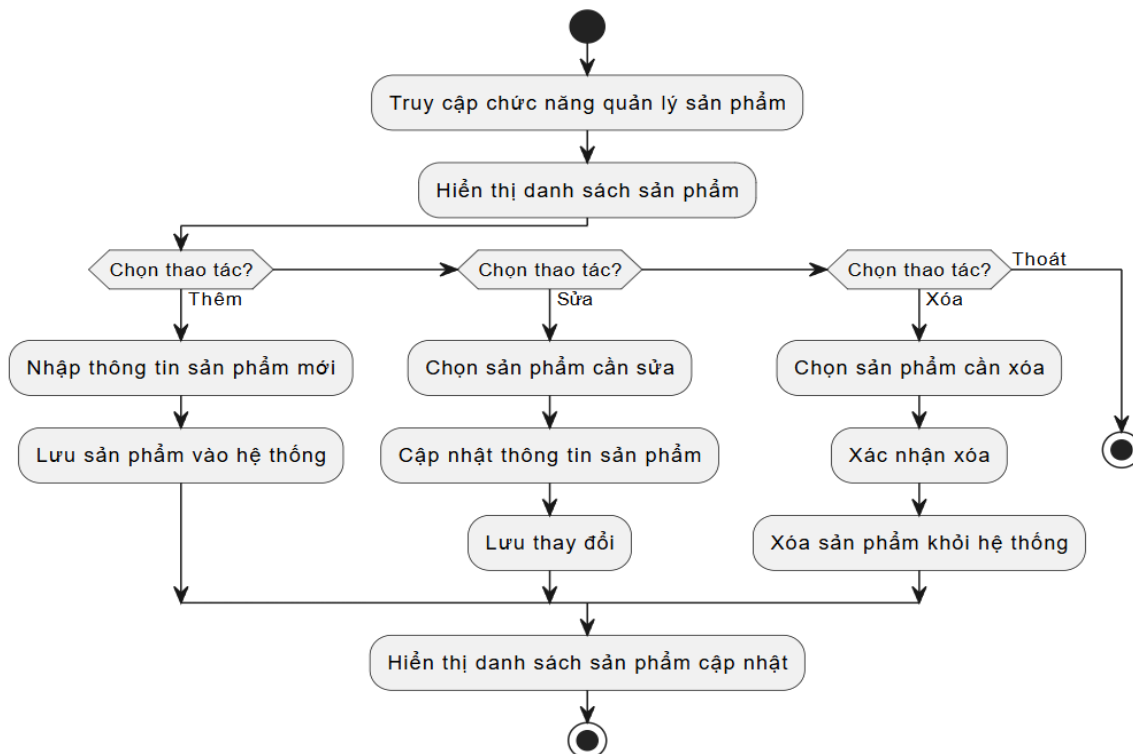 Truy cập chức năng quản lý sản phẩm
Hiển thị danh sách sản phẩm
Chọn thao tác?
Thêm
Chọn thao tác?
Sửa
Chọn thao tác?
Thoát
Xóa
Nhập thông tin sản phẩm mới
Chọn sản phẩm cần sửa
Chọn sản phẩm cần xóa
Lưu sản phẩm vào hệ thống
Cập nhật thông tin sản phẩm
Xác nhận xóa
Lưu thay đổi
Xóa sản phẩm khỏi hệ thống
Hiển thị danh sách sản phẩm cập nhật